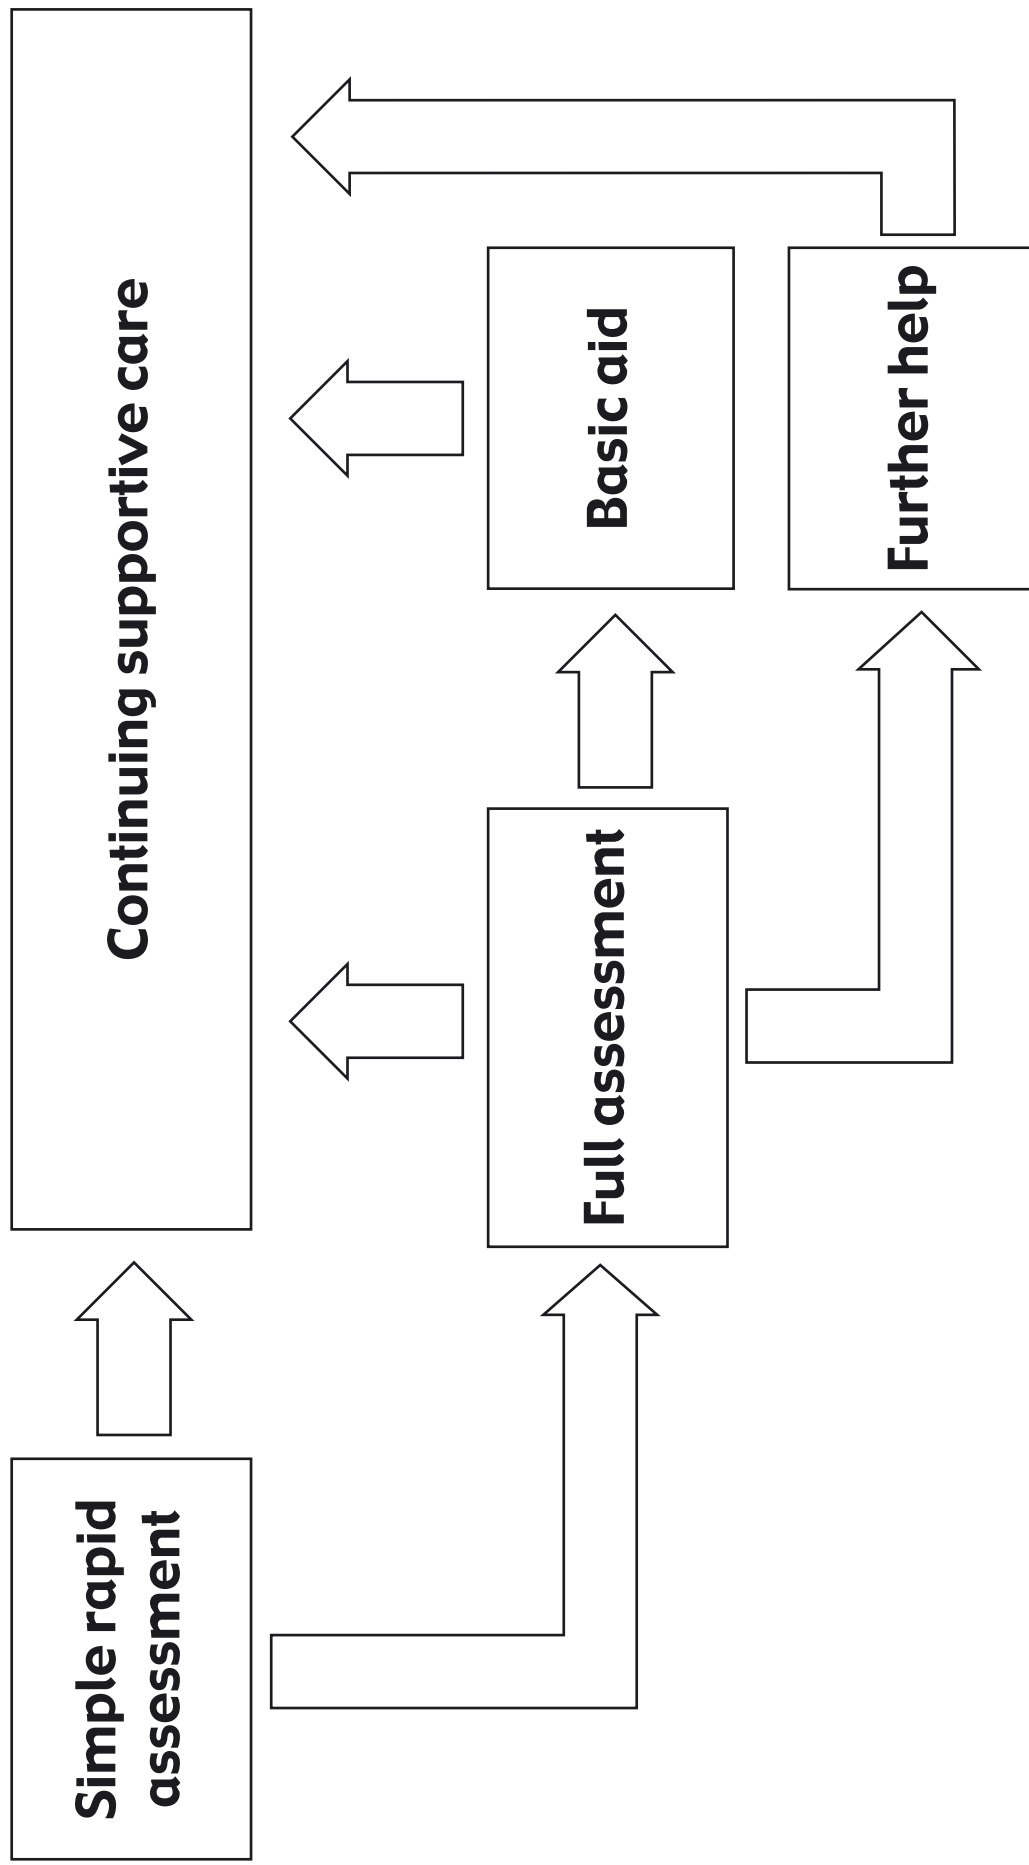 Simple rapid
assessment
Continuing supportive care
Full assessment
Basic aid
Further help